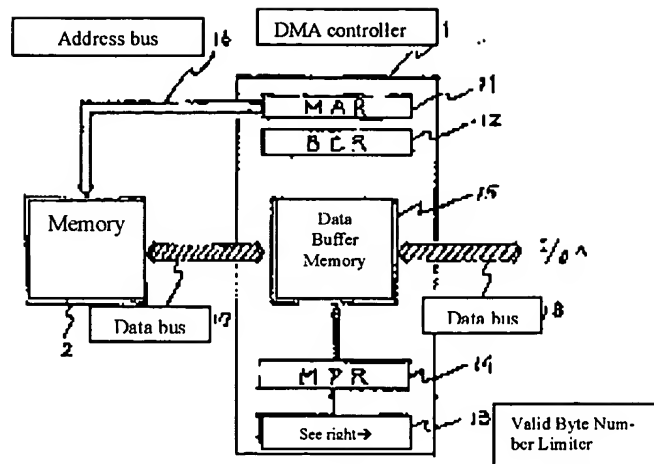 Address bus
16
DMA controller
1
MAR
11
BCR
12
Memory
Data
Buffer
Memory
15
I/O ^
2
Data bus
17
Data bus
18
MPR
14
See right→
13
Valid Byte Num-
ber Limiter